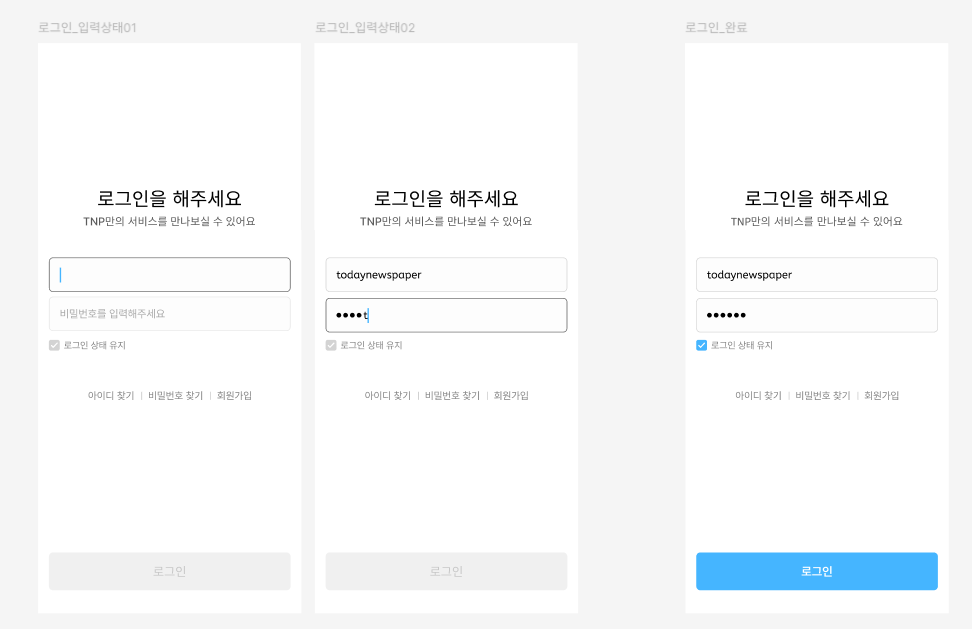 로그인_입력상태01
로그인을 해주세요
TNP만의 서비스를 만나보실 수 있어요
비밀번호를 입력해주세요
로그인 상태 유지
아이디 찾기 | 비밀번호 찾기 | 회원가입
로그인
로그인_입력상태02
로그인을 해주세요
TNP만의 서비스를 만나보실 수 있어요
todaynewspaper
••••t
로그인 상태 유지
아이디 찾기 | 비밀번호 찾기 | 회원가입
로그인
로그인_완료
로그인을 해주세요
TNP만의 서비스를 만나보실 수 있어요
todaynewspaper
••••••
로그인 상태 유지
아이디 찾기 | 비밀번호 찾기 | 회원가입
로그인